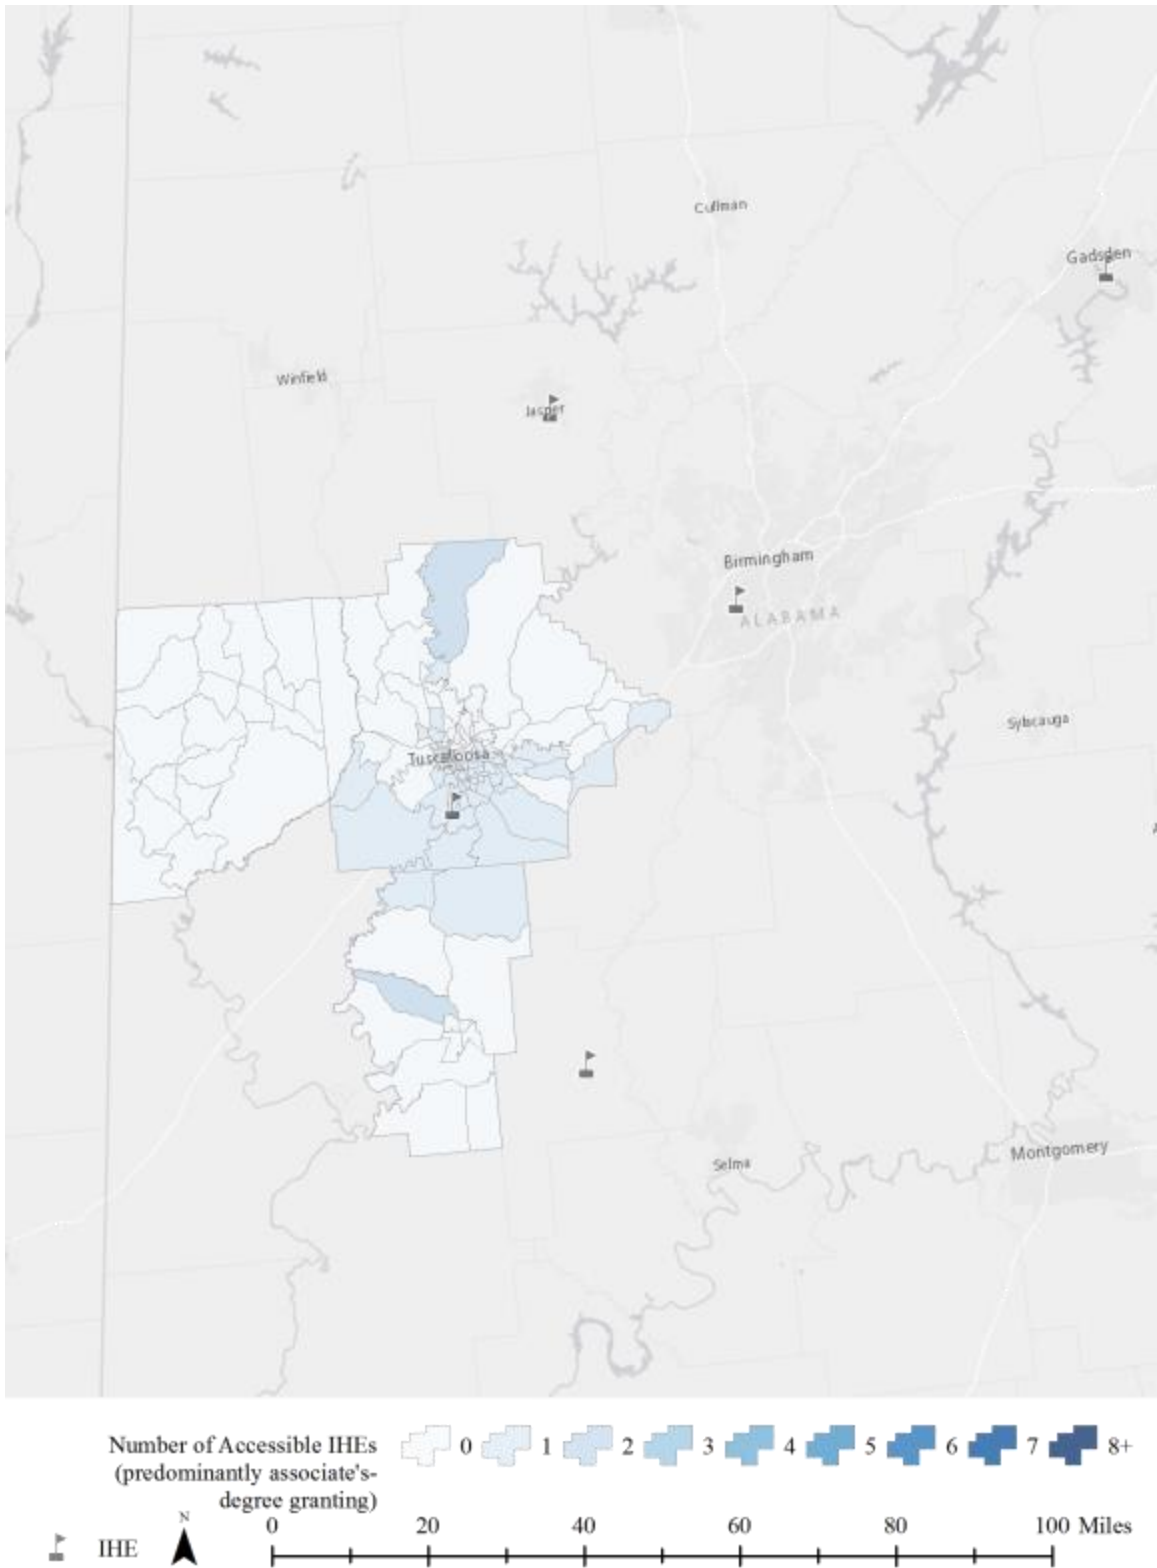 Cullman
Gadsden
Winfield
Jasper
Birmingham
ALABAMA
Sylacauga
Tuscaloosa
Selma
Montgomery
Number of Accessible IHEs
(predominantly associate's-
degree granting)
0 1 2 3 4 5 6 7 8+
IHE
N
0 20 40 60 80 100 Miles